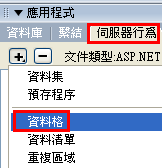 ▼應用程式
資料庫 繫結 伺服器行為
文件類型:ASP.NET
資料集
預存程序
資料格
資料清單
重複區域